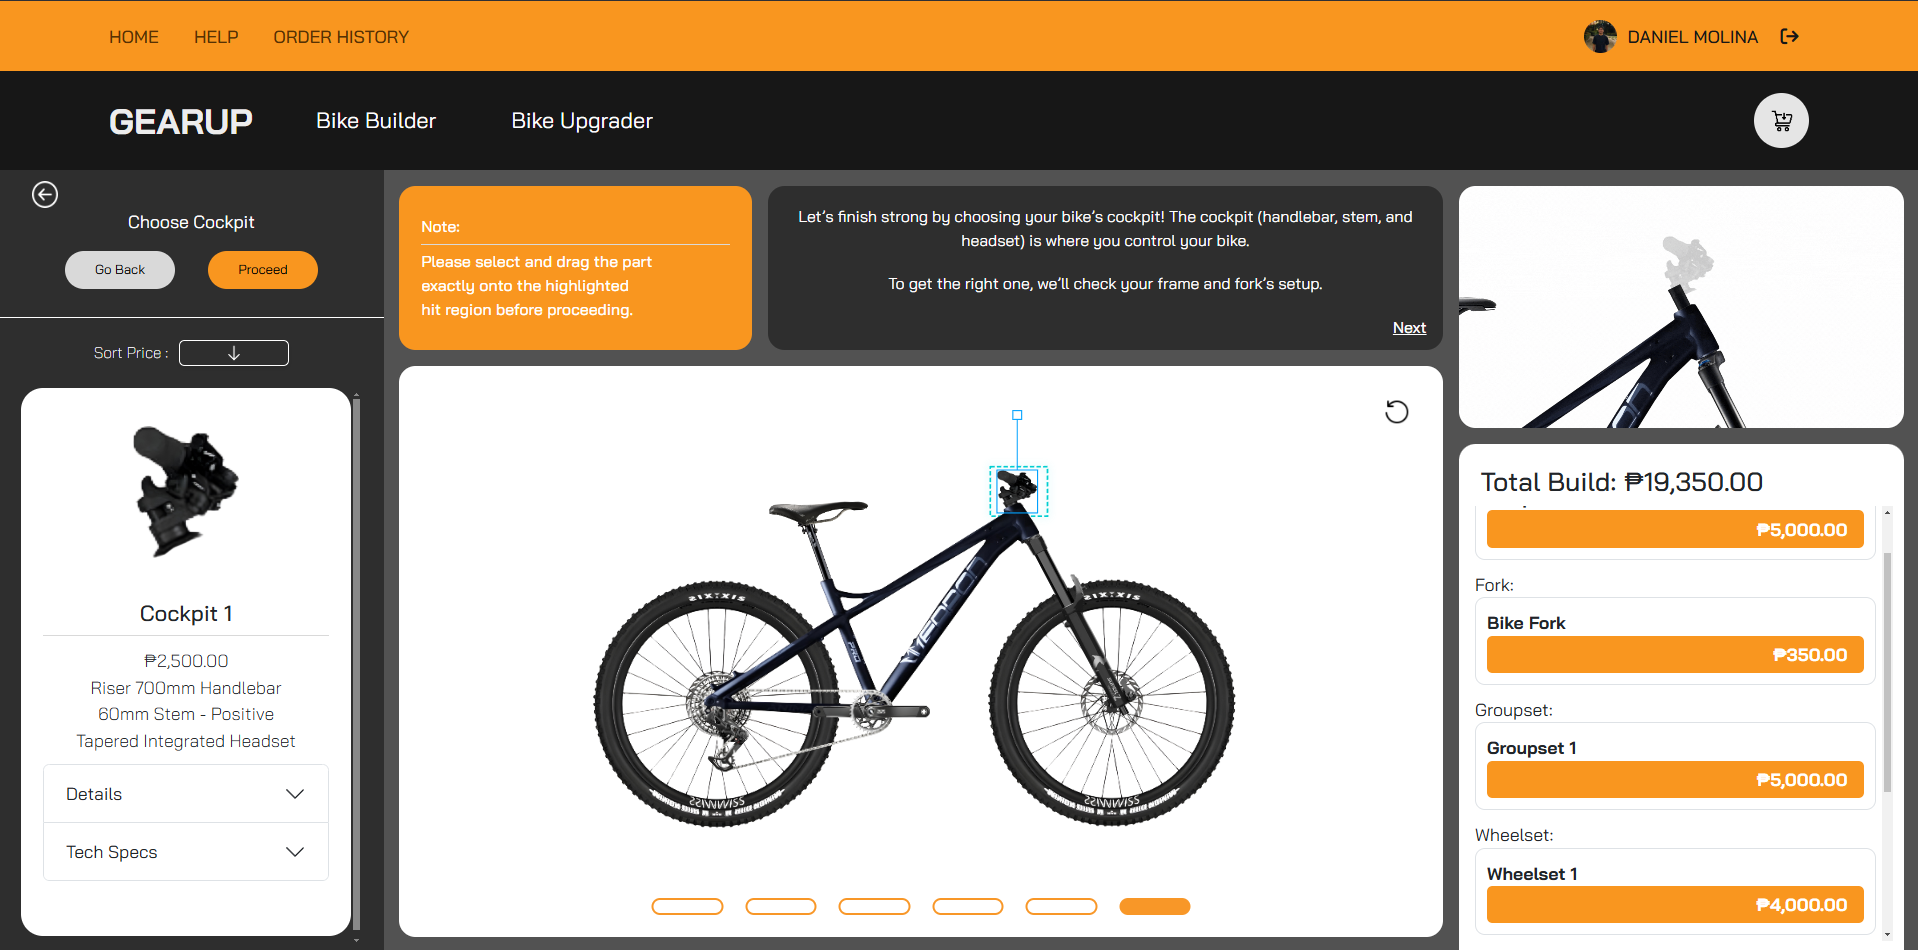 HOME
HELP
ORDER HISTORY
DANIEL MOLINA
GEARUP
Bike Builder
Bike Upgrader
Choose Cockpit
Go Back
Proceed
Sort Price :
Cockpit 1
₱2,500.00
Riser 700mm Handlebar
60mm Stem - Positive
Tapered Integrated Headset
Details
Tech Specs
Note:
Please select and drag the part
exactly onto the highlighted
hit region before proceeding.
Let's finish strong by choosing your bike's cockpit! The cockpit (handlebar, stem, and
headset) is where you control your bike.
To get the right one, we'll check your frame and fork's setup.
Next
PRO
Total Build: ₱19,350.00
₱5,000.00
Fork:
Bike Fork
₱350.00
Groupset:
Groupset 1
₱5,000.00
Wheelset:
Wheelset 1
₱4,000.00